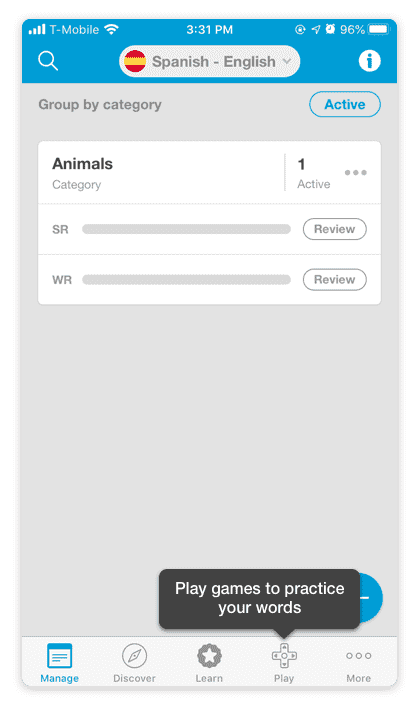 T-Mobile 3:31 PM 96%
Spanish - English
Group by category Active
Animals 1
Category Active
SR Review
WR Review
Play games to practice
your words
Manage Discover Learn Play More